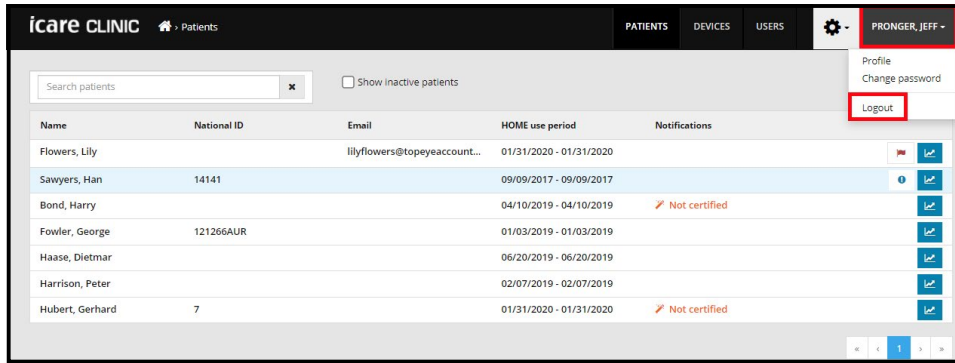 icare CLINIC › Patients PATIENTS DEVICES USERS PRONGER, JEFF
Profile
Change password
Logout
Search patients × Show inactive patients
Name National ID Email HOME use period Notifications
Flowers, Lily lilyflowers@topeyeaccount... 01/31/2020 - 01/31/2020
Sawyers, Han 14141 09/09/2017 - 09/09/2017
Bond, Harry 04/10/2019 - 04/10/2019 Not certified
Fowler, George 121266AUR 01/03/2019 - 01/03/2019
Haase, Dietmar 06/20/2019 - 06/20/2019
Harrison, Peter 02/07/2019 - 02/07/2019
Hubert, Gerhard 7 01/31/2020 - 01/31/2020 Not certified
« ‹ 1 › »